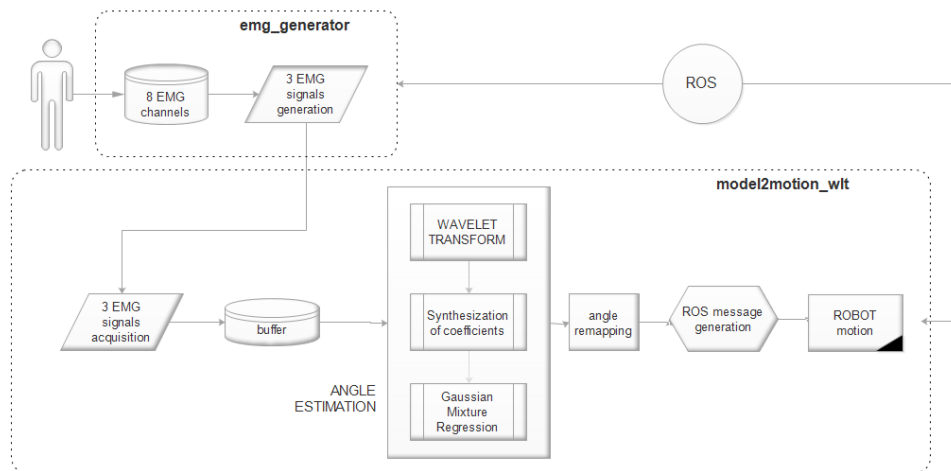 emg_generator
8 EMG
channels
3 EMG
signals
generation
ROS
model2motion_wlt
3 EMG
signals
acquisition
buffer
ANGLE
ESTIMATION
WAVELET
TRANSFORM
Synthesization
of coefficients
Gaussian
Mixture
Regression
angle
remapping
ROS message
generation
ROBOT
motion